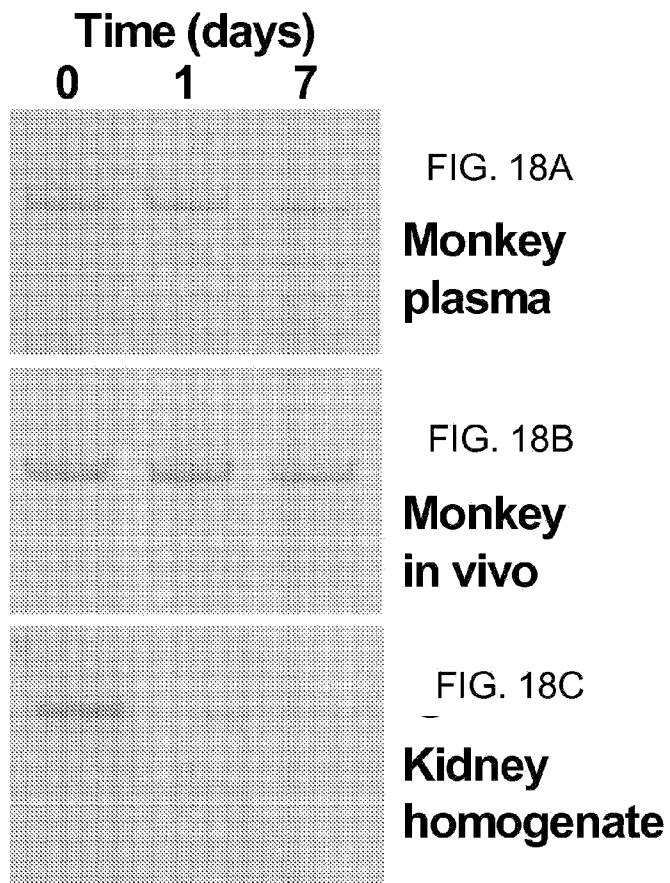 Time (days)
0 1 7
FIG. 18A
Monkey
plasma
FIG. 18B
Monkey
in vivo
FIG. 18C
Kidney
homogenate